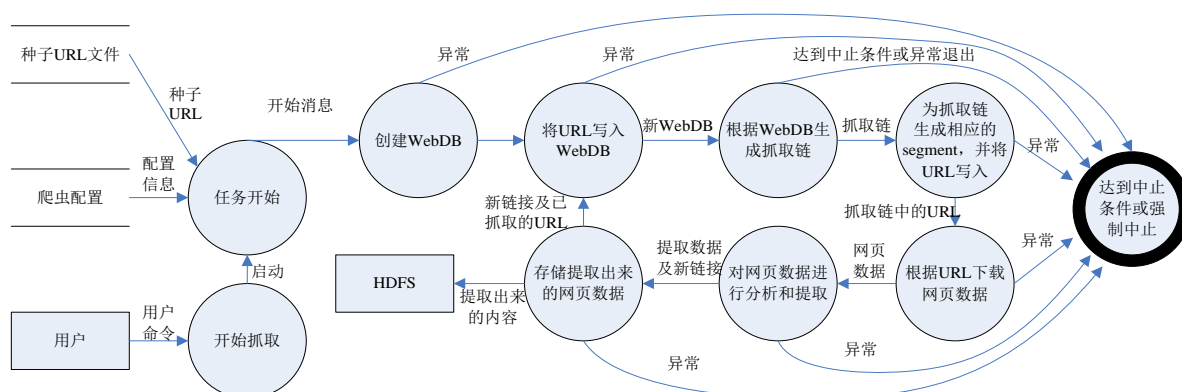 种子URL文件
种子
URL
爬虫配置
配置
信息
用户
用户
命令
开始抓取
启动
任务开始
开始消息
创建WebDB
异常
将URL写入
WebDB
异常
新WebDB
根据WebDB生
成抓取链
达到中止条件或异常退出
抓取链
为抓取链
生成相应的
segment，并将
URL写入
异常
达到中止
条件或强
制中止
抓取链中的URL
根据URL下载
网页数据
异常
网页
数据
对网页数据进
行分析和提取
异常
提取数据
及新链接
存储提取出来
的网页数据
异常
新链接及已
抓取的URL
提取出来
的内容
HDFS